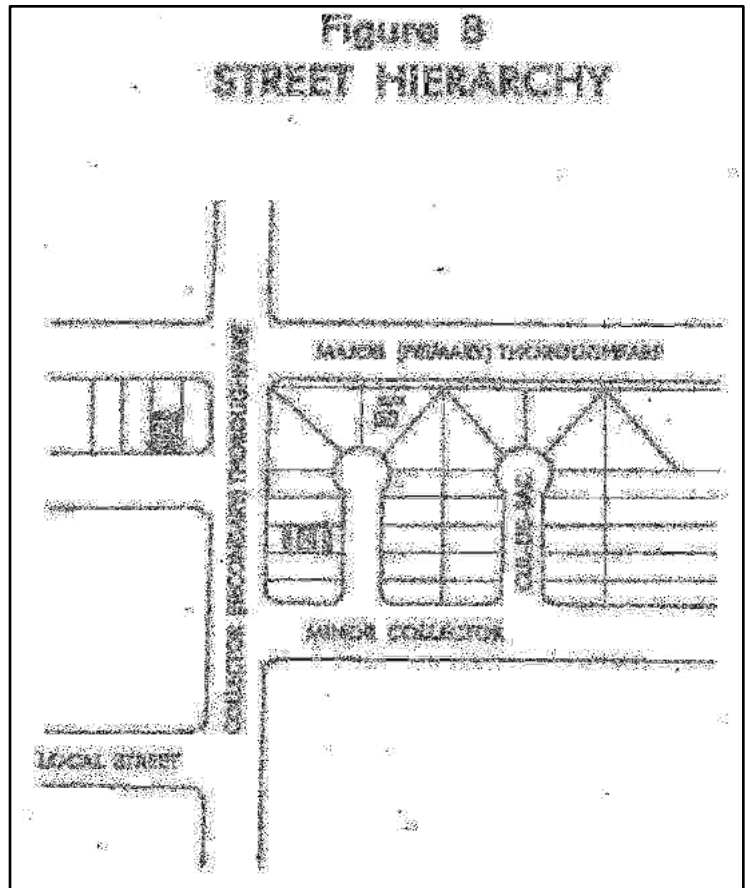 Figure 8
STREET HIERARCHY
MAJOR (PRIMARY) THOROUGHFARE
COLLECTOR (SECONDARY) THOROUGHFARE
CUL-DE-SAC
MINOR COLLECTOR
LOCAL STREET